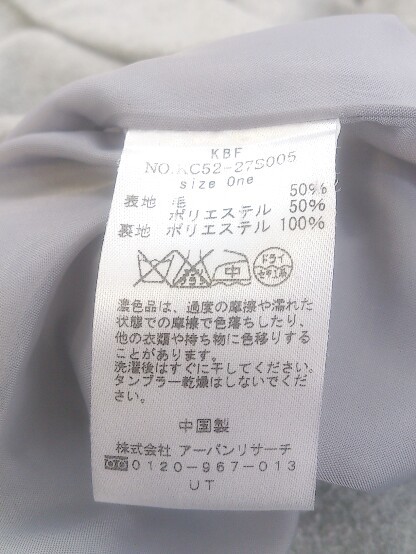 KBF
NO.KC52-27S005
size One
表地 毛 50%
ポリエステル 50%
裏地 ポリエステル 100%
中 ドライ セキユ系
濃色品は、過度の摩擦や濡れた
状態での摩擦で色落ちしたり、
他の衣類や持ち物に色移りする
ことがあります。
洗濯後はすぐに干してください。
タンブラー乾燥はしないでくだ
さい。
中国製
株式会社 アーバンリサーチ
0120-967-013
UT